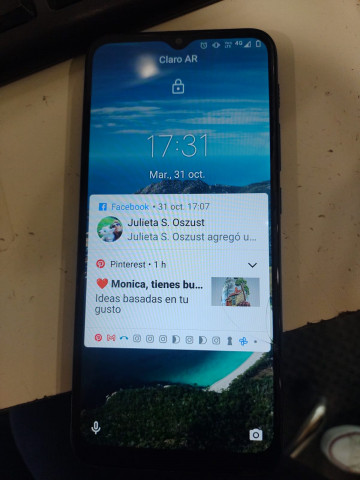 4G
Claro AR
17:31
Mar., 31 oct.
Facebook • 31 oct. 17:07
Julieta S. Oszust
Julieta S. Oszust agregó u...
Pinterest • 1 h
❤️ Monica, tienes bu...
Ideas basadas en tu
gusto